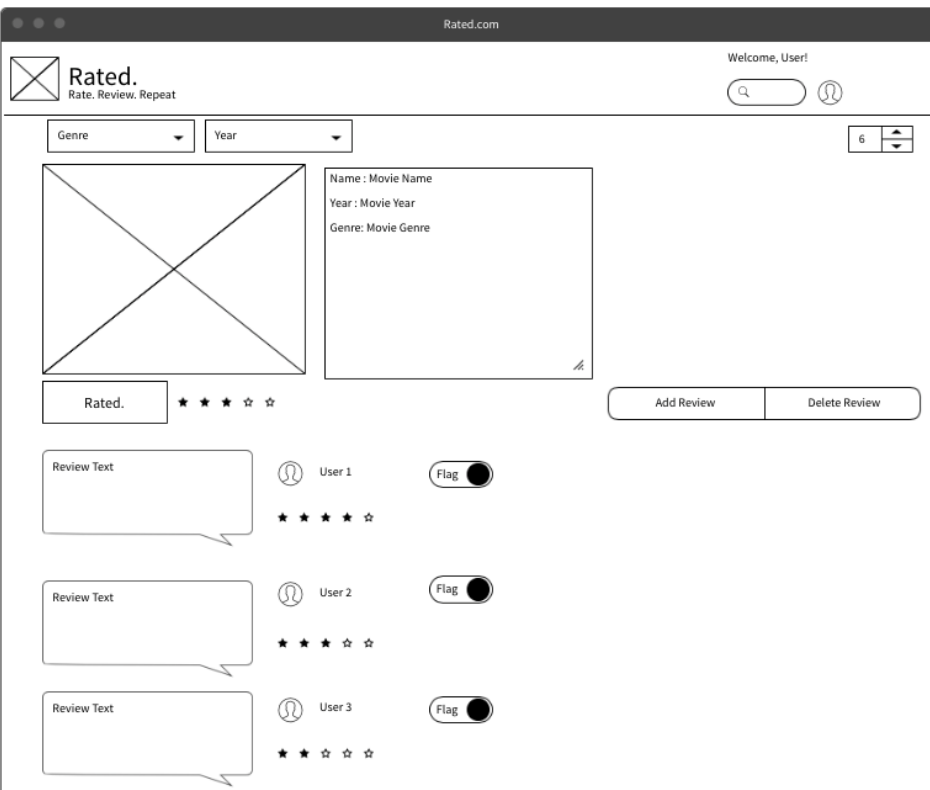 Rated.com
Welcome, User!
Rated.
Rate. Review. Repeat
Genre
Year
6
Name : Movie Name
Year : Movie Year
Genre: Movie Genre
Rated.
Add Review
Delete Review
Review Text
User 1
Flag
Review Text
User 2
Flag
Review Text
User 3
Flag